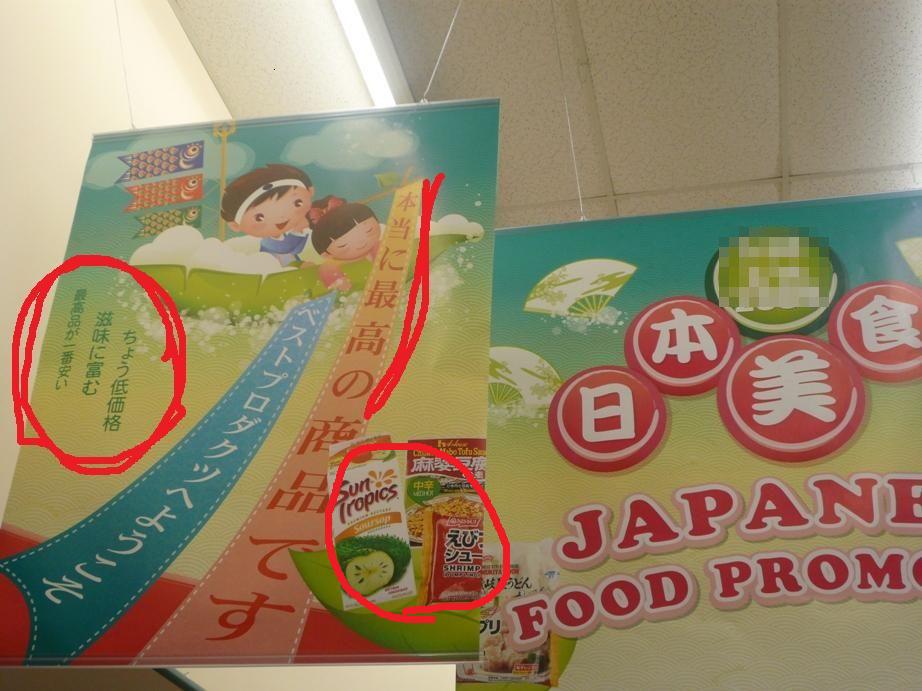 ちょう低価格
滋味に富む
最高品が一番安い
本当に最高の商品です
ベストプロダクツへようこそ
Sun
Tropics
Soursop
麻婆豆腐
中辛
えび
シュー
SHRIMP
うどん
日本美食
JAPANE
FOOD PROMO